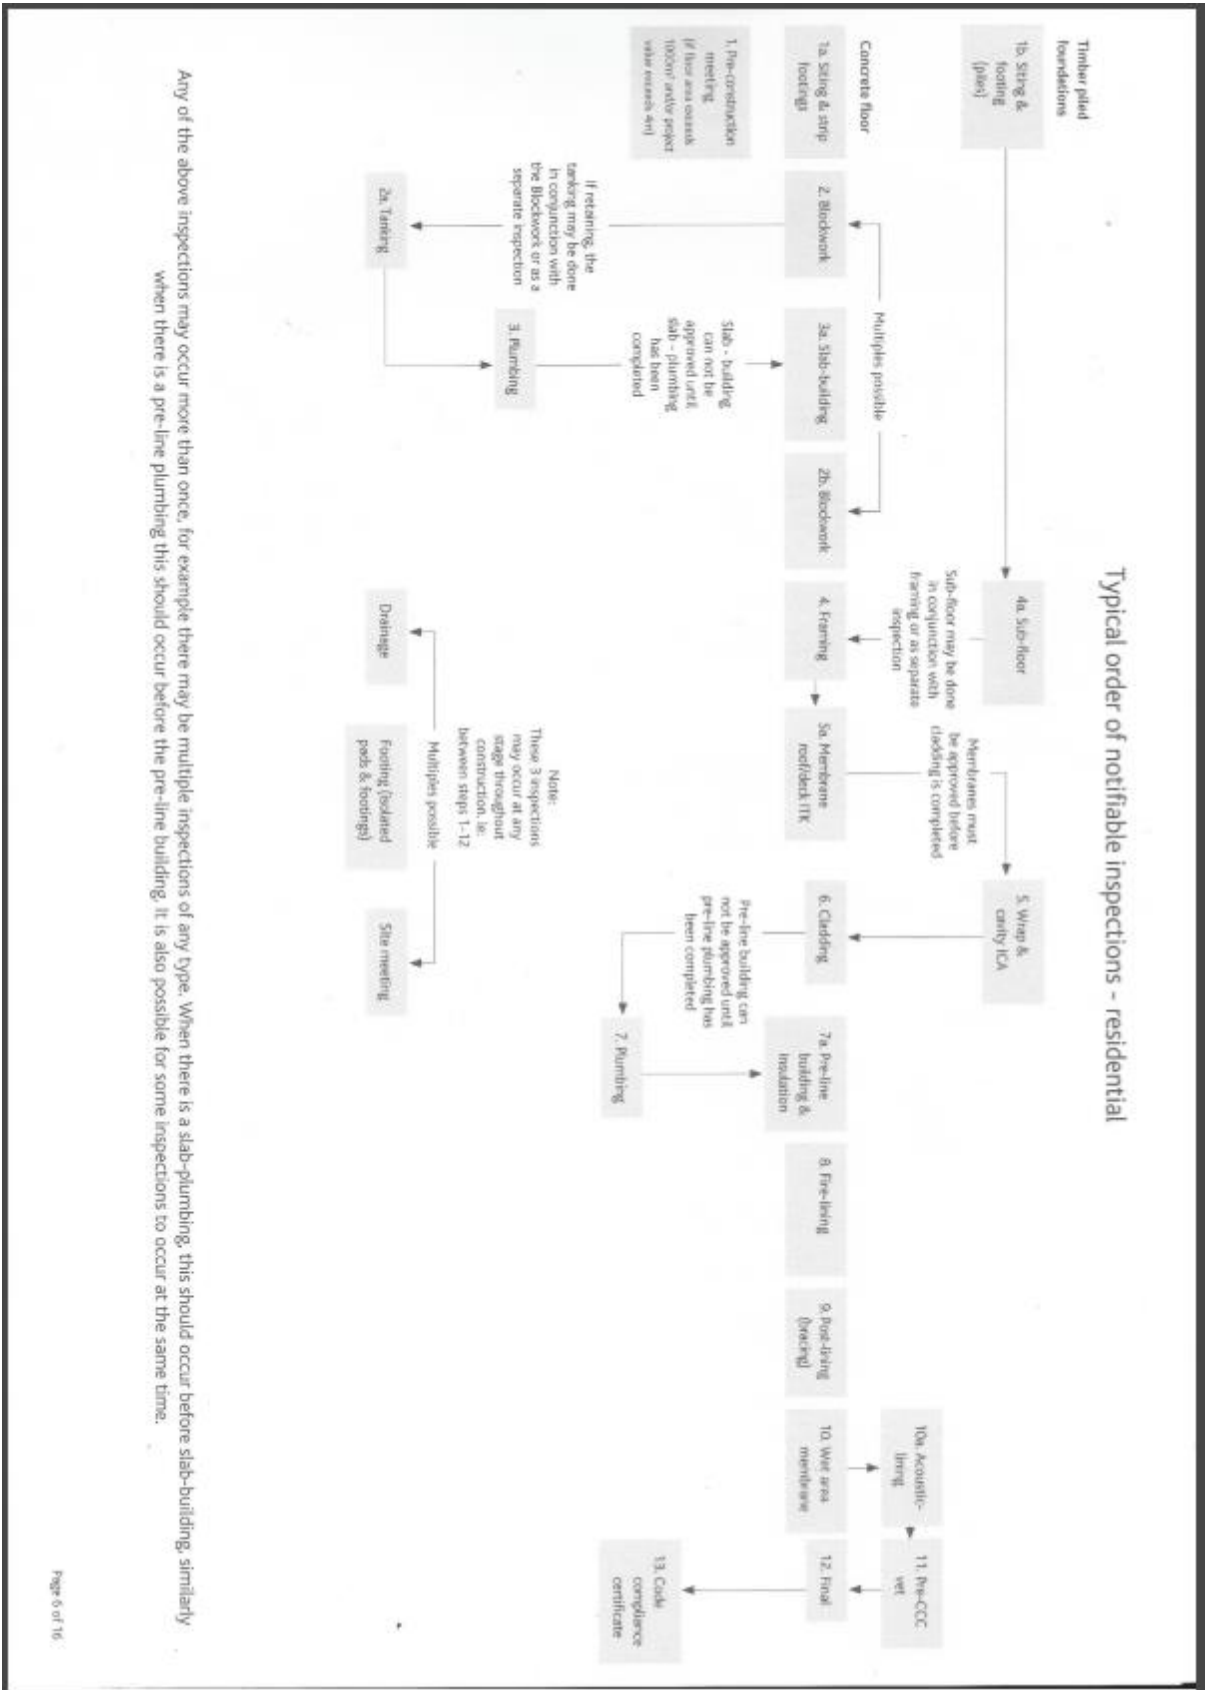 Typical order of notifiable inspections – residential
Timber piled
foundations
1b. Siting &
footing
(piles)
4a. Sub-floor
5. Wrap &
cavity ICA
Sub-floor may be done
in conjunction with
framing or as separate
inspection
Membranes must
be approved before
cladding is completed
10a. Acoustic-
lining
11. Pre-CCC
vet
Concrete floor
Multiples possible
1a. Siting & strip
footings
2. Blockwork
3a. Slab-building
2b. Blockwork
4. Framing
5a. Membrane
roof/deck ITK
6. Cladding
7a. Pre-line
building &
insulation
8. Fire-lining
9. Post-lining
(bracing)
10. Wet area
membrane
12. Final
1. Pre-construction
meeting
(if floor area exceeds
1000m² and/or project
value exceeds 4m)
Slab - building
can not be
approved until
slab - plumbing
has been
completed
Pre-line building can
not be approved until
pre-line plumbing has
been completed
7. Plumbing
13. Code
compliance
certificate
If retaining, the
tanking may be done
in conjunction with
the Blockwork or as a
separate inspection
3. Plumbing
2a. Tanking
Note:
These 3 inspections
may occur at any
stage throughout
construction. ie:
between steps 1-12
Multiples possible
Drainage
Footing (isolated
pads & footings)
Site meeting
Any of the above inspections may occur more than once, for example there may be multiple inspections of any type. When there is a slab-plumbing, this should occur before slab-building, similarly
when there is a pre-line plumbing this should occur before the pre-line building. It is also possible for some inspections to occur at the same time.
Page 6 of 16